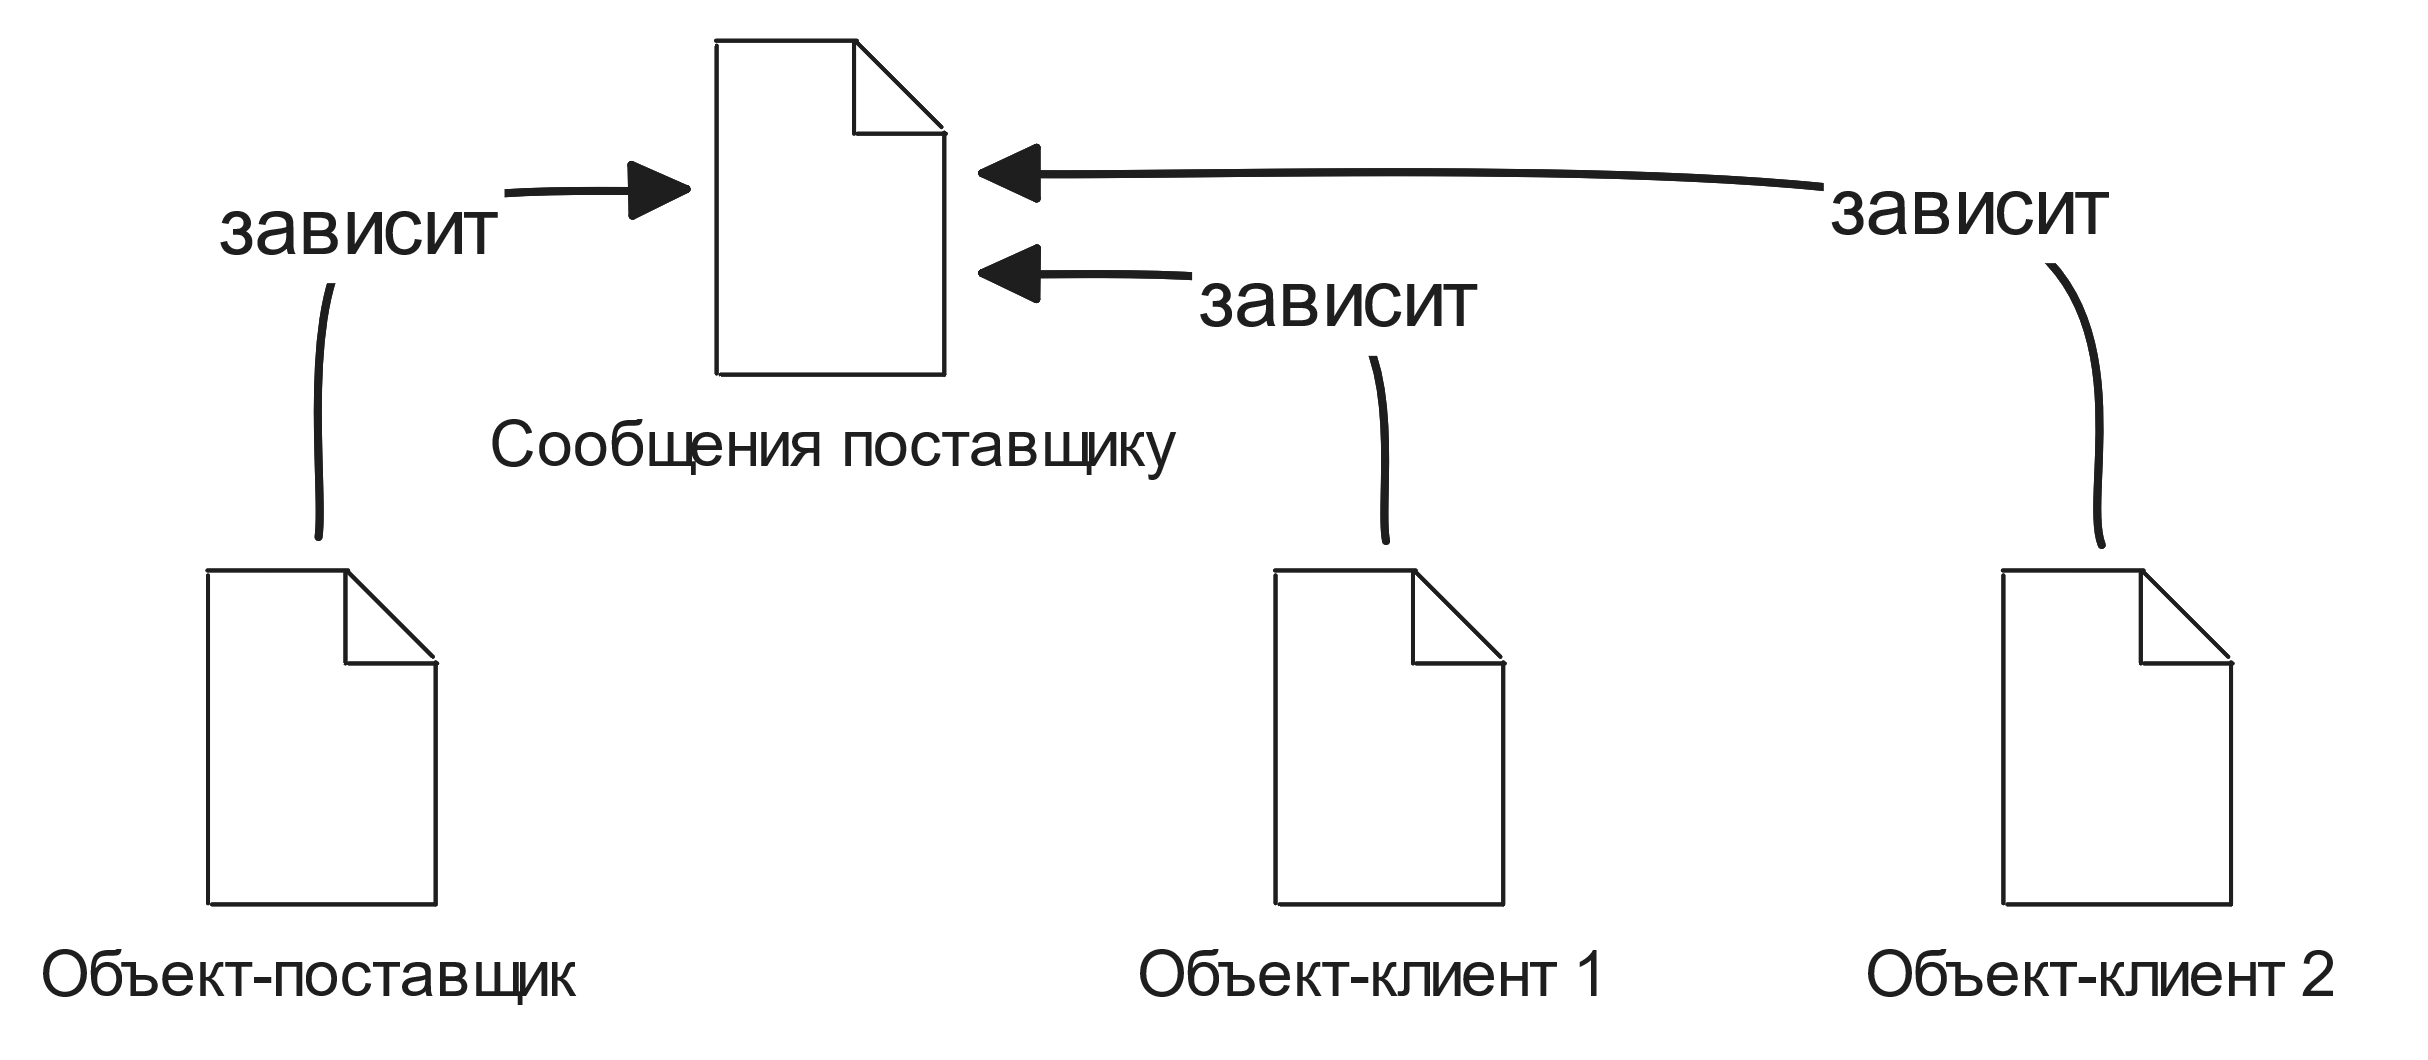 зависит
зависит
зависит
Сообщения поставщику
Объект-поставщик
Объект-клиент 1
Объект-клиент 2